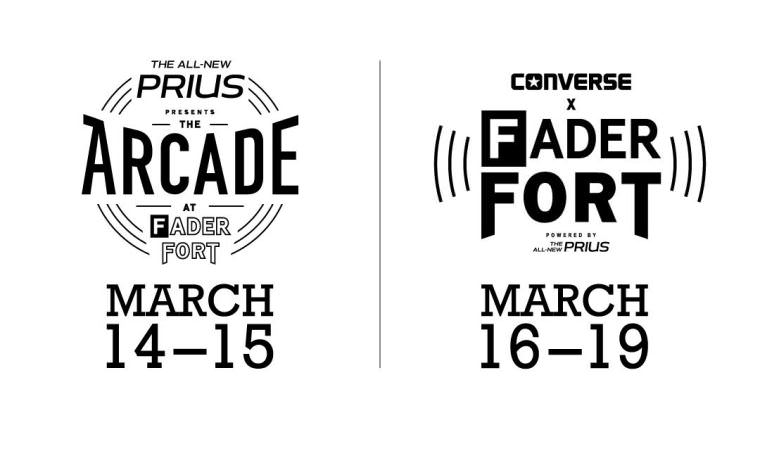 THE ALL-NEW
PRIUS
PRESENTS
THE
ARCADE
AT
FADER
FORT
MARCH
14–15
CONVERSE
X
FADER
FORT
POWERED BY
THE
ALL-NEW PRIUS
MARCH
16–19